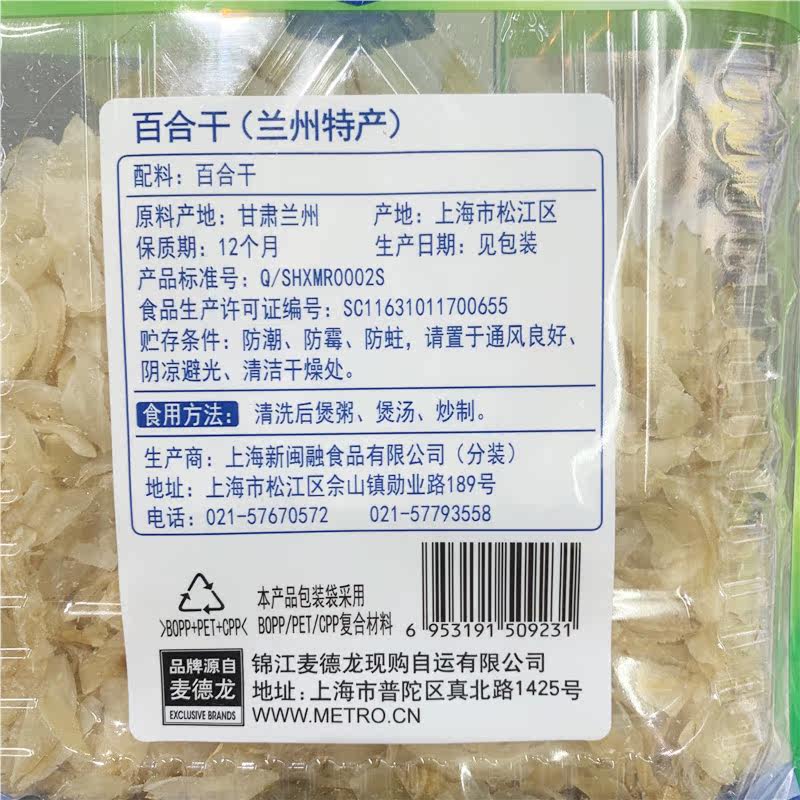 百合干（兰州特产）
配料：百合干
原料产地：甘肃兰州 产地：上海市松江区
保质期：12个月 生产日期：见包装
产品标准号：Q/SHXMR0002S
食品生产许可证编号：SC11631011700655
贮存条件：防潮、防霉、防蛀，请置于通风良好、
阴凉避光、清洁干燥处。
食用方法： 清洗后煲粥、煲汤、炒制。
生产商：上海新闽融食品有限公司（分装）
地址：上海市松江区佘山镇勋业路189号
电话：021-57670572 021-57793558
本产品包装袋采用
>BOPP+PET+CPP< BOPP/PET/CPP复合材料
6 953191 509231
品牌源自
麦德龙
EXCLUSIVE BRANDS
锦江麦德龙现购自运有限公司
地址：上海市普陀区真北路1425号
WWW.METRO.CN